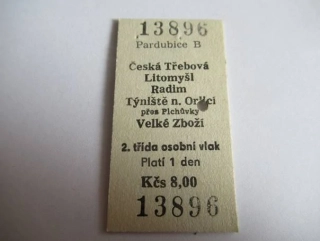 13896
Pardubice B
Česká Třebová
Litomyšl
Radim
Týniště n. Orlicí
přes Plchůvky
Velké Zboží
2. třída osobní vlak
Platí 1 den
Kčs 8,00
13896